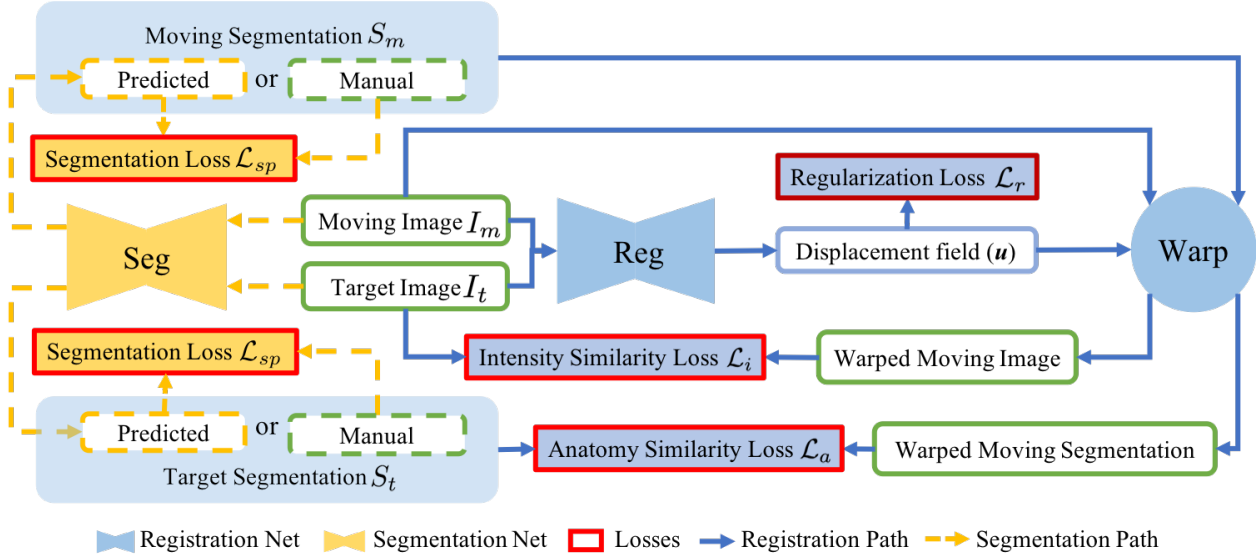 Moving Segmentation S_m
Predicted or Manual
Segmentation Loss ℒ_sp
Regularization Loss ℒ_r
Moving Image I_m
Seg
Reg
Displacement field (u)
Warp
Target Image I_t
Segmentation Loss ℒ_sp
Intensity Similarity Loss ℒ_i
Warped Moving Image
Predicted or Manual
Target Segmentation S_t
Anatomy Similarity Loss ℒ_a
Warped Moving Segmentation
Registration Net Segmentation Net Losses Registration Path Segmentation Path